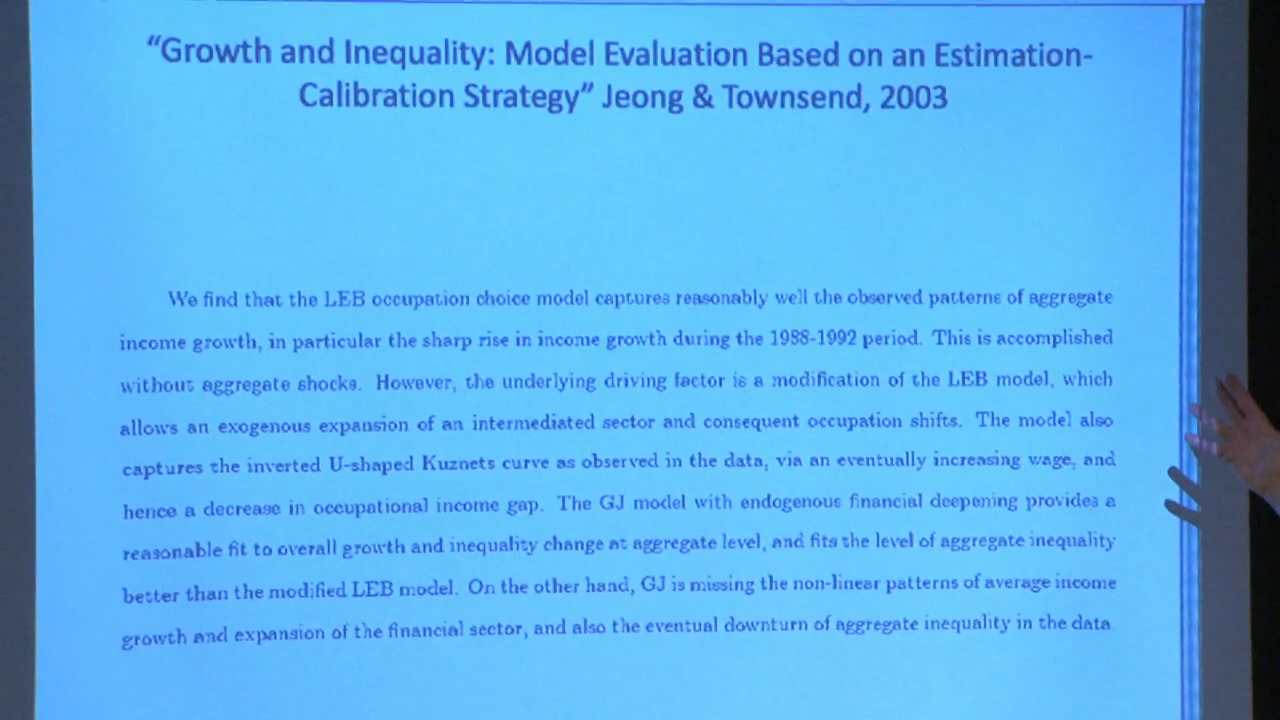 “Growth and Inequality: Model Evaluation Based on an Estimation-
Calibration Strategy” Jeong & Townsend, 2003
We find that the LEB occupation choice model captures reasonably well the observed patterns of aggregate
income growth, in particular the sharp rise in income growth during the 1988-1992 period. This is accomplished
without aggregate shocks. However, the underlying driving factor is a modification of the LEB model, which
allows an exogenous expansion of an intermediated sector and consequent occupation shifts. The model also
captures the inverted U-shaped Kuznets curve as observed in the data, via an eventually increasing wage, and
hence a decrease in occupational income gap. The GJ model with endogenous financial deepening provides a
reasonable fit to overall growth and inequality change at aggregate level, and fits the level of aggregate inequality
better than the modified LEB model. On the other hand, GJ is missing the non-linear patterns of average income
growth and expansion of the financial sector, and also the eventual downturn of aggregate inequality in the data.